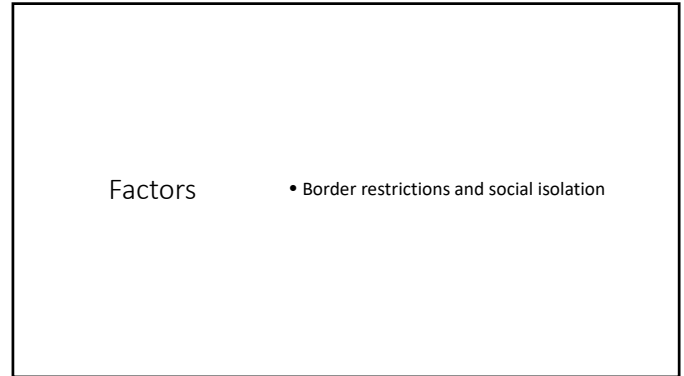 Factors
• Border restrictions and social isolation